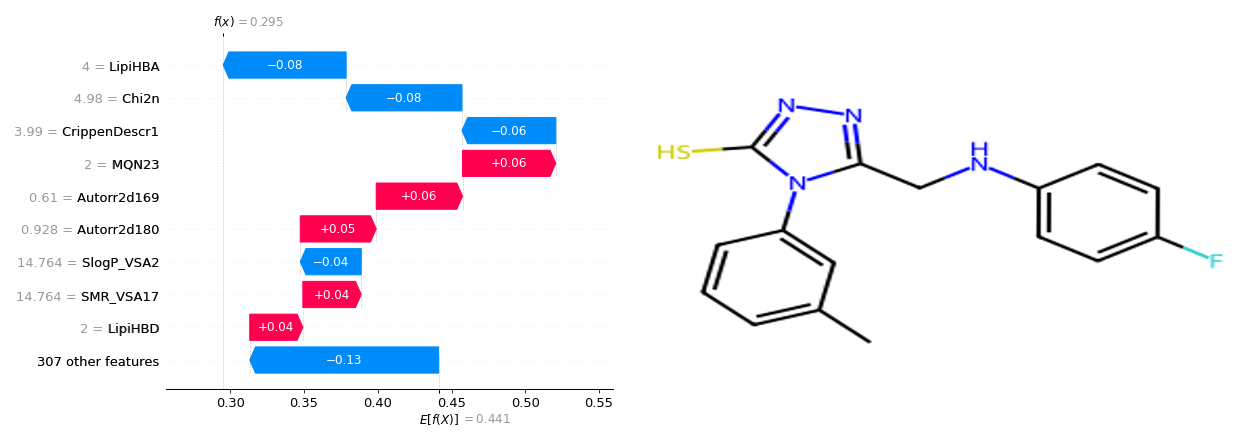 f(x) = 0.295
4 = LipiHBA
−0.08
4.98 = Chi2n
−0.08
3.99 = CrippenDescr1
−0.06
2 = MQN23
+0.06
0.61 = Autorr2d169
+0.06
0.928 = Autorr2d180
+0.05
14.764 = SlogP_VSA2
−0.04
14.764 = SMR_VSA17
+0.04
2 = LipiHBD
+0.04
307 other features
−0.13
0.30 0.35 0.40 0.45 0.50 0.55
E[f(X)] = 0.441
N
N
H
N
HS
N
F